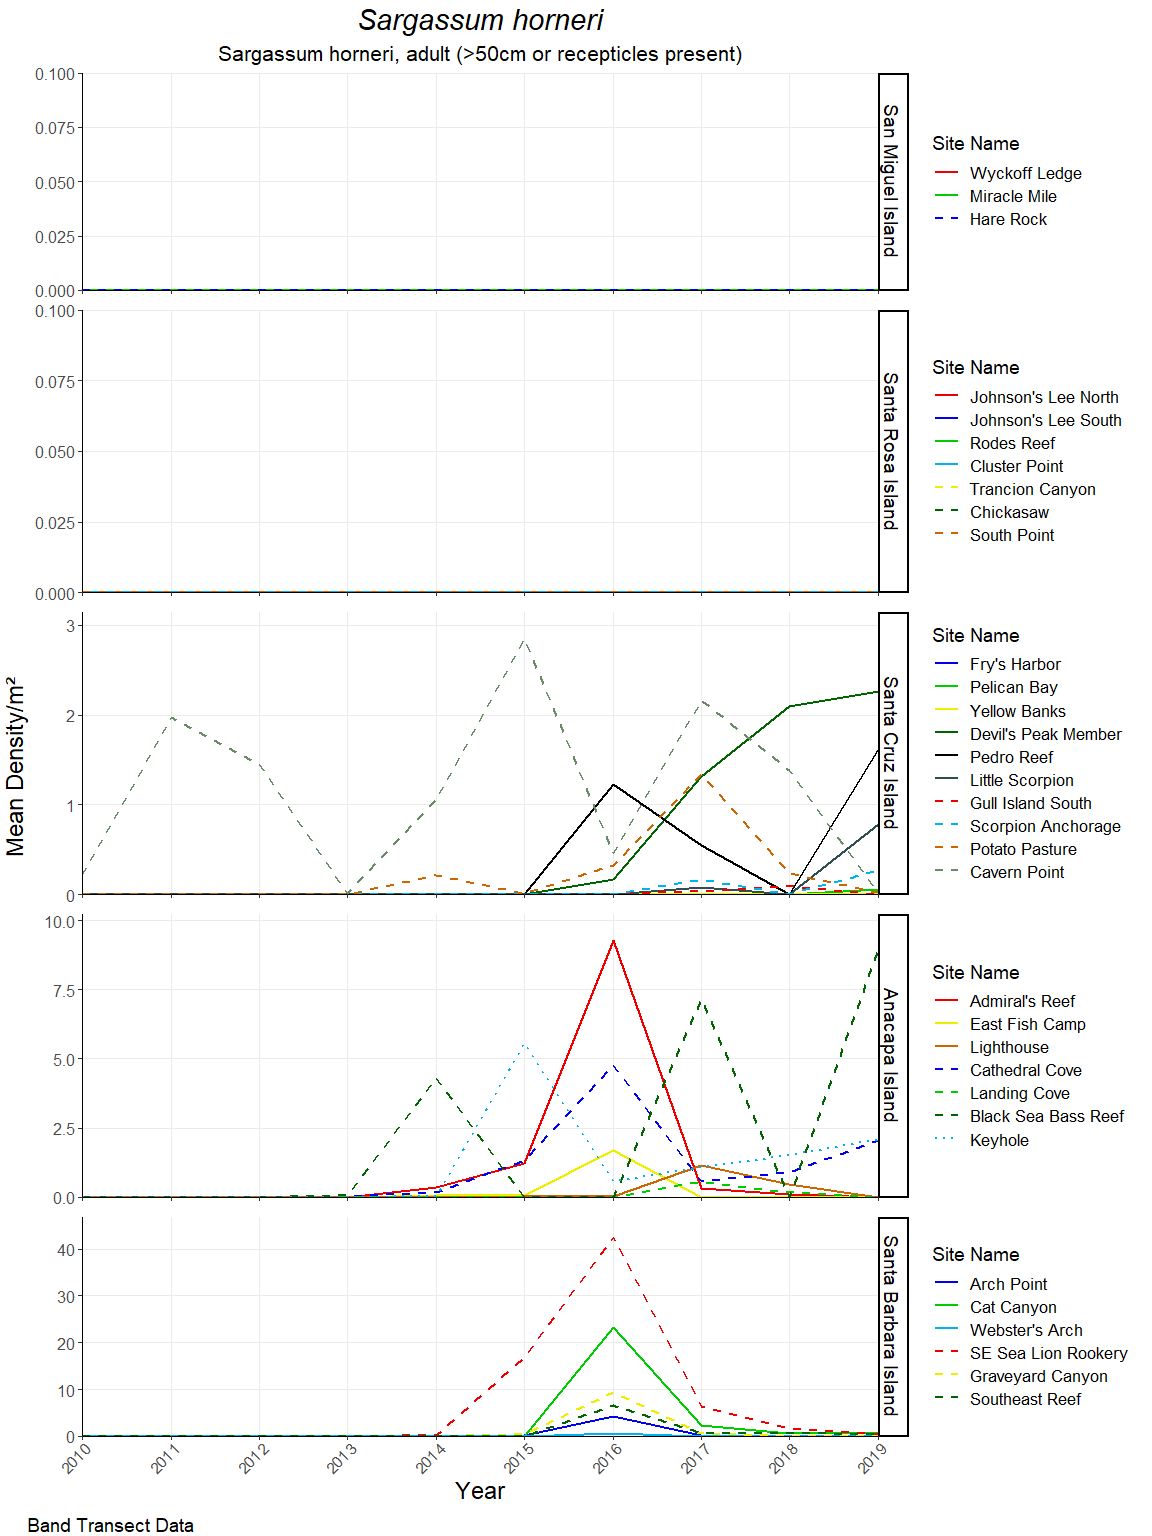 Sargassum horneri
Sargassum horneri, adult (>50cm or recepticles present)
0.100
0.075
0.050
0.025
0.000
San Miguel Island
Site Name
Wyckoff Ledge
Miracle Mile
Hare Rock
0.100
0.075
0.050
0.025
0.000
Santa Rosa Island
Site Name
Johnson's Lee North
Johnson's Lee South
Rodes Reef
Cluster Point
Trancion Canyon
Chickasaw
South Point
Mean Density/m²
3
2
1
0
Santa Cruz Island
Site Name
Fry's Harbor
Pelican Bay
Yellow Banks
Devil's Peak Member
Pedro Reef
Little Scorpion
Gull Island South
Scorpion Anchorage
Potato Pasture
Cavern Point
10.0
7.5
5.0
2.5
0.0
Anacapa Island
Site Name
Admiral's Reef
East Fish Camp
Lighthouse
Cathedral Cove
Landing Cove
Black Sea Bass Reef
Keyhole
40
30
20
10
0
Santa Barbara Island
Site Name
Arch Point
Cat Canyon
Webster's Arch
SE Sea Lion Rookery
Graveyard Canyon
Southeast Reef
2010
2011
2012
2013
2014
2015
2016
2017
2018
2019
Year
Band Transect Data